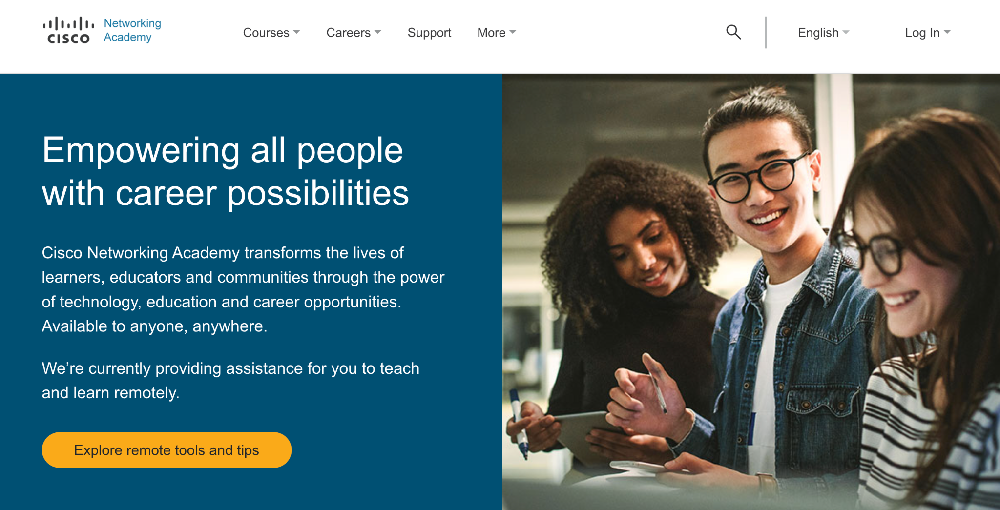 CISCO
Networking
Academy
Courses
Careers
Support
More
English
Log In
Empowering all people
with career possibilities
Cisco Networking Academy transforms the lives of
learners, educators and communities through the power
of technology, education and career opportunities.
Available to anyone, anywhere.
We’re currently providing assistance for you to teach
and learn remotely.
Explore remote tools and tips